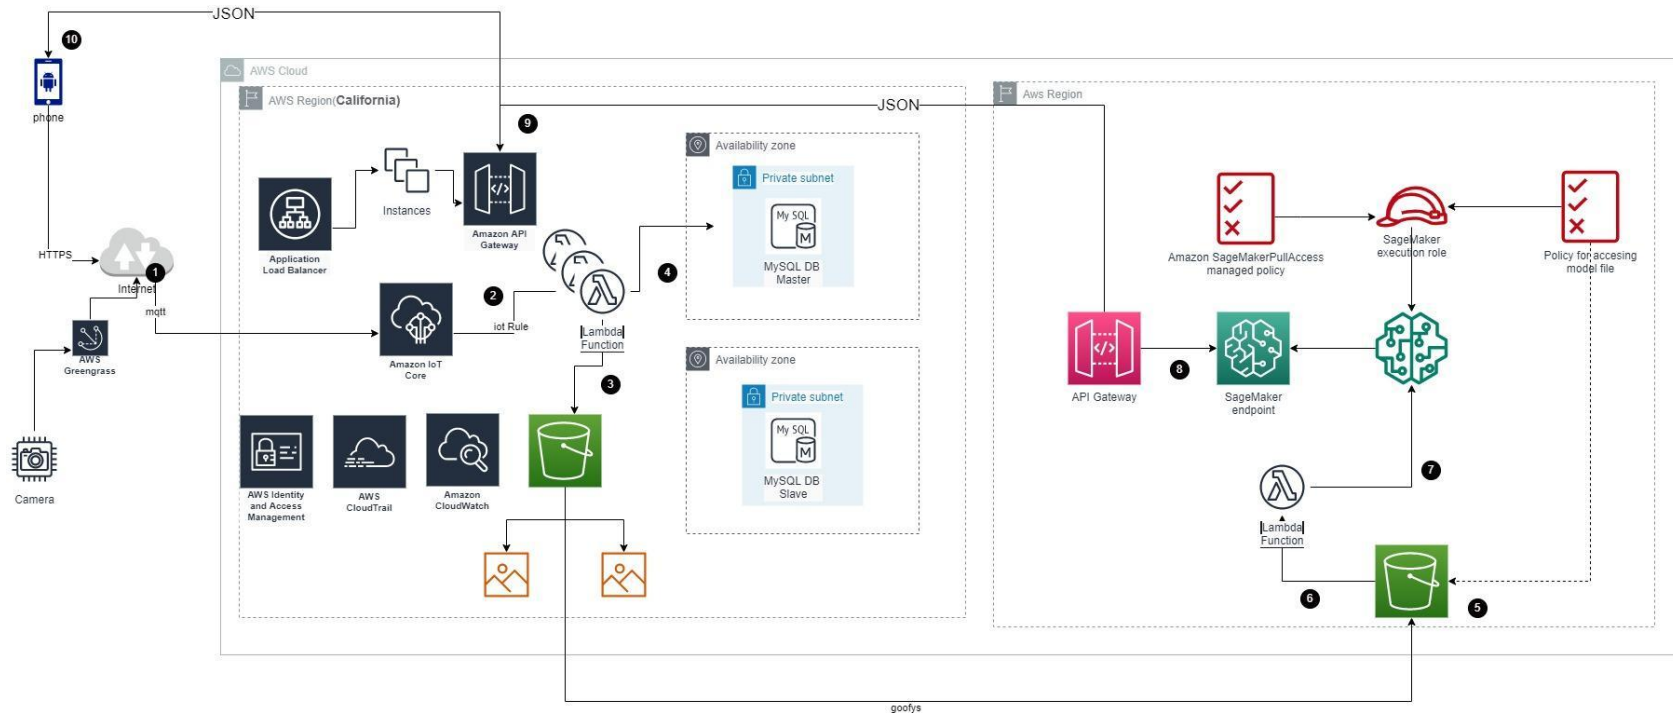 JSON
10
phone
HTTPS
1
Internet
mqtt
AWS
Greengrass
Camera
AWS Cloud
AWS Region(California)
JSON
9
Application
Load Balancer
Instances
Amazon API
Gateway
Amazon IoT
Core
2
iot Rule
Lambda
Function
4
3
AWS Identity
and Access
Management
AWS
CloudTrail
Amazon
CloudWatch
Availability zone
Private subnet
My SQL
M
MySQL DB
Master
Availability zone
Private subnet
My SQL
M
MySQL DB
Slave
Aws Region
Amazon SageMakerPullAccess
managed policy
SageMaker
execution role
Policy for accesing
model file
API Gateway
8
SageMaker
endpoint
7
Lambda
Function
6
5
goofys